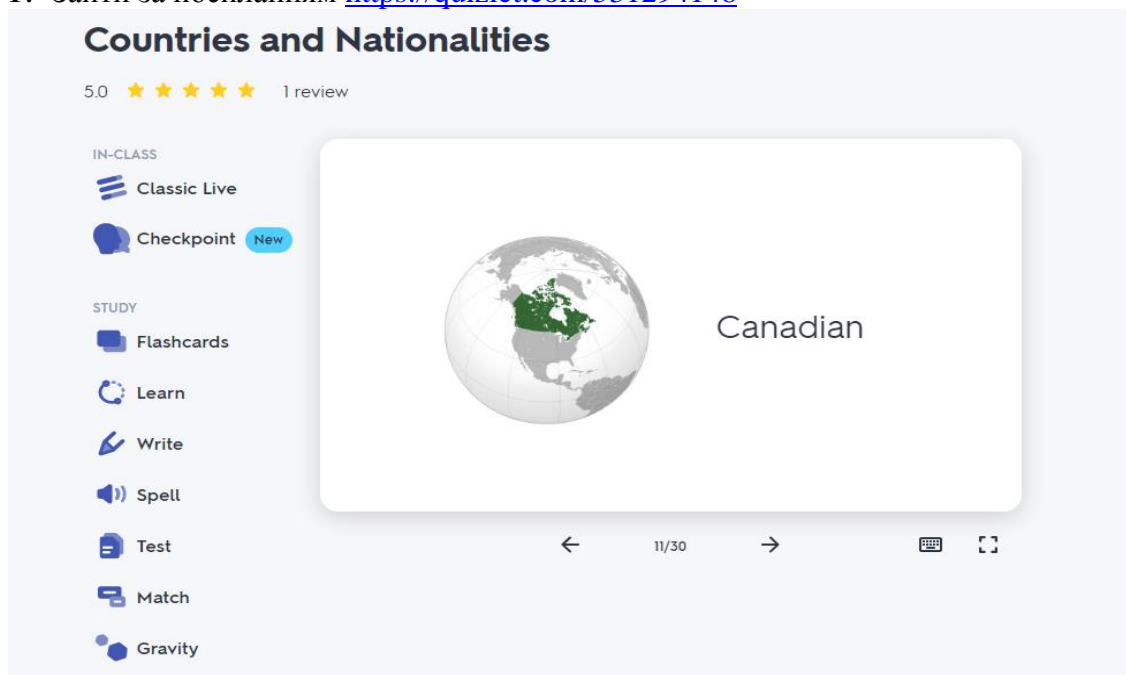 Countries and Nationalities
5.0 1 review
IN-CLASS
Classic Live
Checkpoint New
STUDY
Flashcards
Learn
Write
Spell
Test
Match
Gravity
Canadian
11/30